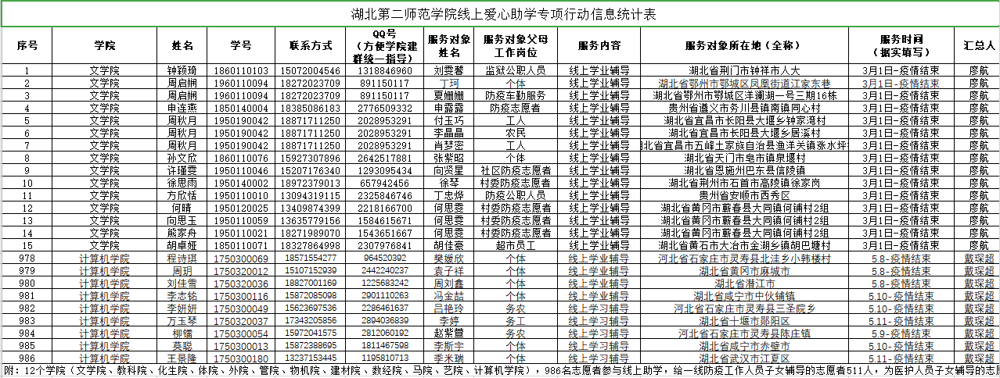 湖北第二师范学院线上爱心助学专项行动信息统计表
序号 学院 姓名 学号 联系方式 QQ号（方便学院建群统一指导） 服务对象姓名 服务对象父母工作岗位 服务内容 服务对象所在地（全称） 服务时间（据实填写） 汇总人
1 文学院 钟颖琦 1860110103 15072004546 1318846960 刘雯馨 监狱公职人员 线上学业辅导 湖北省荆门市钟祥市人大 3月1日-疫情结束 廖航
2 文学院 周启娴 1960110094 18272023709 891150117 丁珂 个体 线上学业辅导 湖北省鄂州市鄂城区凤凰街道江家东巷 3月1日-疫情结束 廖航
3 文学院 周启娴 1960110094 18272023709 891150117 夏姗姗 防疫车勤服务 线上学业辅导 湖北省鄂州市鄂城区洋澜湖一号三期16栋 3月1日-疫情结束 廖航
4 文学院 申连燕 1850140004 18385086183 2776509332 申露露 防疫志愿者 线上学业辅导 贵州省遵义市务川县镇南镇同心村 3月1日-疫情结束 廖航
5 文学院 周秋月 1950190042 18871711250 2028953291 付玉巧 工人 线上学业辅导 湖北省宜昌市长阳县大堰乡钟家湾村 3月1日-疫情结束 廖航
6 文学院 周秋月 1950190042 18871711250 2028953291 李晶晶 农民 线上学业辅导 湖北省宜昌市长阳县大堰乡居溪村 3月1日-疫情结束 廖航
7 文学院 周秋月 1950190042 18871711250 2028953291 肖梦密 工人 线上学业辅导 北省宜昌市五峰土家族自治县渔洋关镇涨水坪 3月1日-疫情结束 廖航
8 文学院 孙文欣 1860110076 15927307896 2642517881 张紫昭 个体 线上学业辅导 湖北省天门市皂市镇泉堰村 3月1日-疫情结束 廖航
9 文学院 许瑾雯 1950110046 15207176340 1293095434 向贤星 社区防疫志愿者 线上学业辅导 湖北省恩施州巴东县信陵镇 3月1日-疫情结束 廖航
10 文学院 徐思雨 1950140002 18972379013 657942456 徐琴 村委防疫志愿者 线上学业辅导 湖北省荆州市石首市高陵镇徐家岗 3月1日-疫情结束 廖航
11 文学院 方欣恬 1950110010 13094319115 2325846746 丁忠烨 防疫公职人员 线上学业辅导 贵州省安顺市西秀区 3月1日-疫情结束 廖航
12 文学院 何晴 1950120025 13409874399 2218166700 何思雯 村委防疫志愿者 线上学业辅导 湖北省黄冈市蕲春县大同镇何铺村2组 3月1日-疫情结束 廖航
13 文学院 向思玉 1950110059 13635779156 1584615671 何思雯 村委防疫志愿者 线上学业辅导 湖北省黄冈市蕲春县大同镇何铺村2组 3月1日-疫情结束 廖航
14 文学院 熊家舟 1950110021 18271989070 1543651667 何思雯 村委防疫志愿者 线上学业辅导 湖北省黄冈市蕲春县大同镇何铺村2组 3月1日-疫情结束 廖航
15 文学院 胡卓娅 1850110071 18327864998 2307976841 胡佳豪 超市员工 线上学业辅导 湖北省黄石市大冶市金湖乡镇胡巴塘村 3月1日-疫情结束 廖航
978 计算机学院 程诗琪 1750300069 18571554277 964520392 樊媛欣 个体 线上学业辅导 河北省石家庄市灵寿县北洼乡小韩楼村 5.8-疫情结束 戴琛超
979 计算机学院 周玥 1750320012 15107152939 2442240237 袁子祥 个体 线上学业辅导 湖北省黄冈市麻城市 5.8-疫情结束 戴琛超
980 计算机学院 刘佳雪 1750320036 18827001169 1225683242 周刘鑫 个体 线上学业辅导 湖北省潜江市 5.8-疫情结束 戴琛超
981 计算机学院 李志铭 1750300116 15872085098 2901110263 冯金喆 个体 线上学习辅导 湖北省咸宁市中伙铺镇 5.10-疫情结束 戴琛超
982 计算机学院 李妍妍 1750300049 15623697536 2286461637 吕艳玲 务农 线上学习辅导 河北省石家庄市灵寿县三圣院乡 5.10-疫情结束 戴琛超
983 计算机学院 万玉琴 1750320037 17343205856 2894036839 李婷 务工 线上学习辅导 湖北省十堰市郧阳区 5.11-疫情结束 戴琛超
984 计算机学院 柳镭 1750300054 15972041575 2812060192 赵紫萱 务农 线上学习辅导 河北省石家庄市灵寿县陈庄镇 5.9-疫情结束 戴琛超
985 计算机学院 莫聪 1750300013 15872388695 1811467598 李斯宇 个体 线上学习辅导 湖北省咸宁市赤壁市 5.10-疫情结束 戴琛超
986 计算机学院 王景隆 1750300180 13237153445 1195810713 季米瑞 个体 线上学习辅导 湖北省武汉市江夏区 5.11-疫情结束 戴琛超
附：12个学院（文学院、教科院、化生院、体院、外院、管院、物机院、建材院、数经院、马院、艺院、计算机学院），986名志愿者参与线上助学，给一线防疫工作人员子女辅导的志愿者511人，为医护人员子女辅导的志